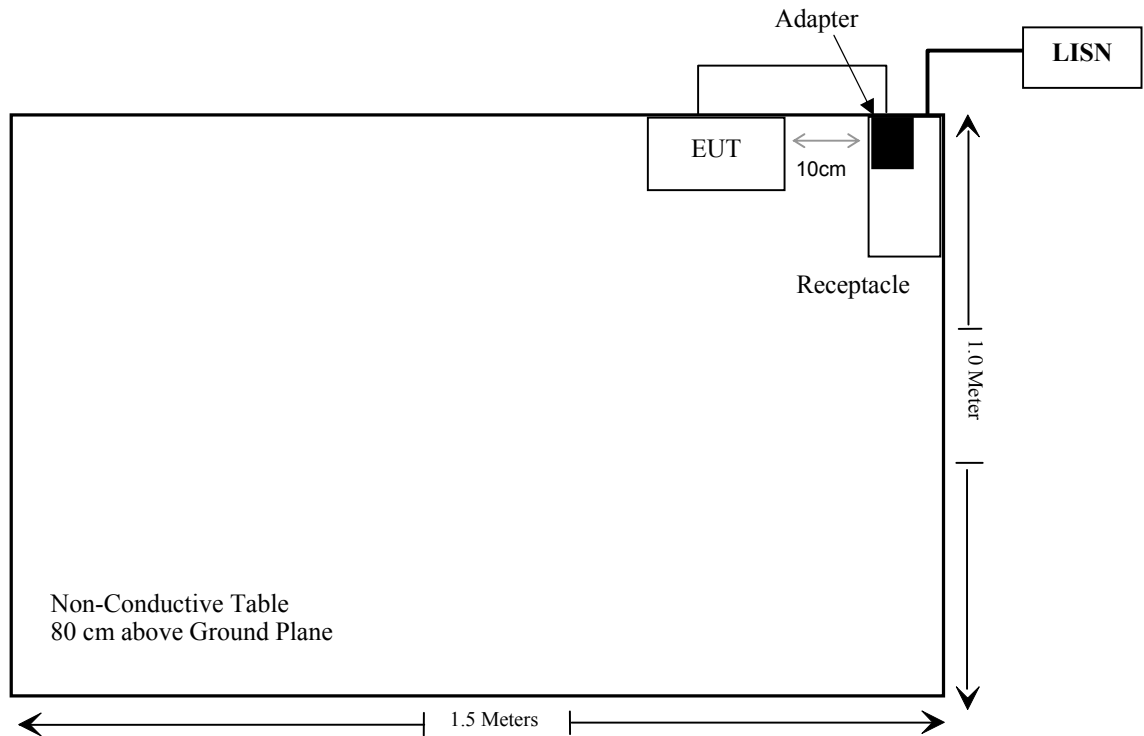 Adapter
LISN
EUT
10cm
Receptacle
1.0 Meter
Non-Conductive Table
80 cm above Ground Plane
1.5 Meters